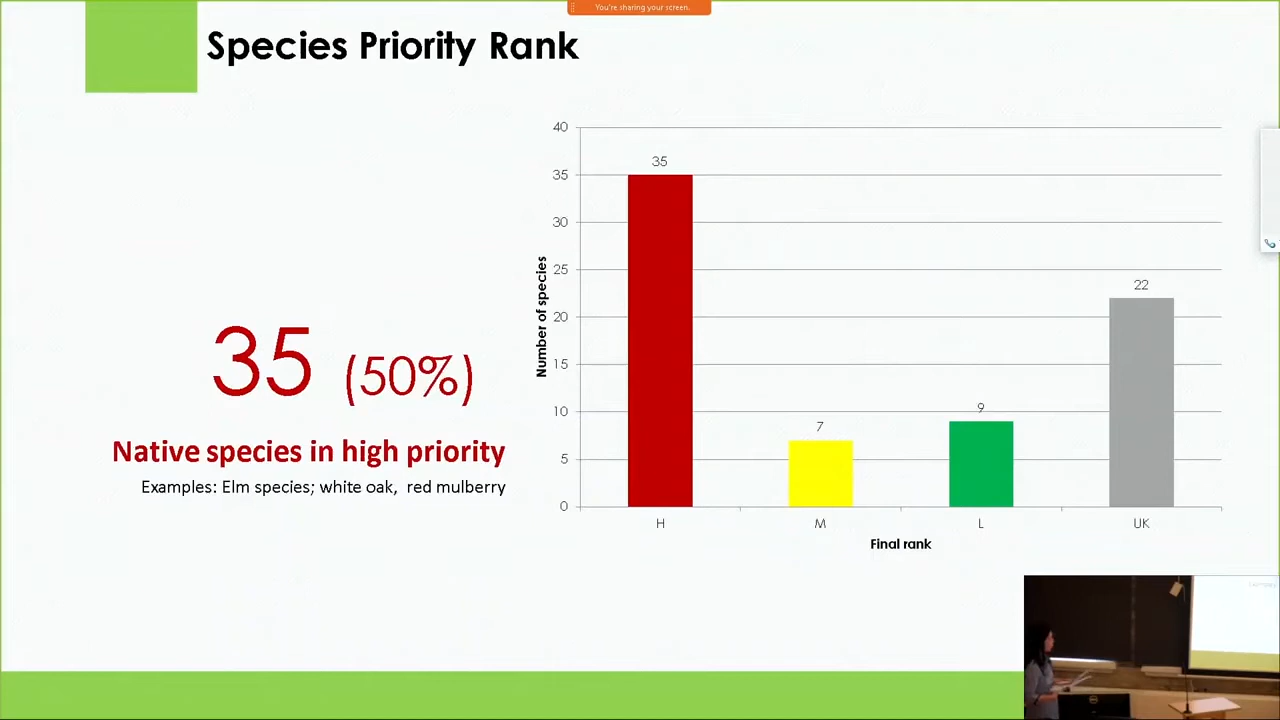 You're sharing your screen.
Species Priority Rank
35 (50%)
Native species in high priority
Examples: Elm species; white oak, red mulberry
Number of species
40
35
30
25
20
15
10
5
0
35
7
9
22
H
M
L
UK
Final rank